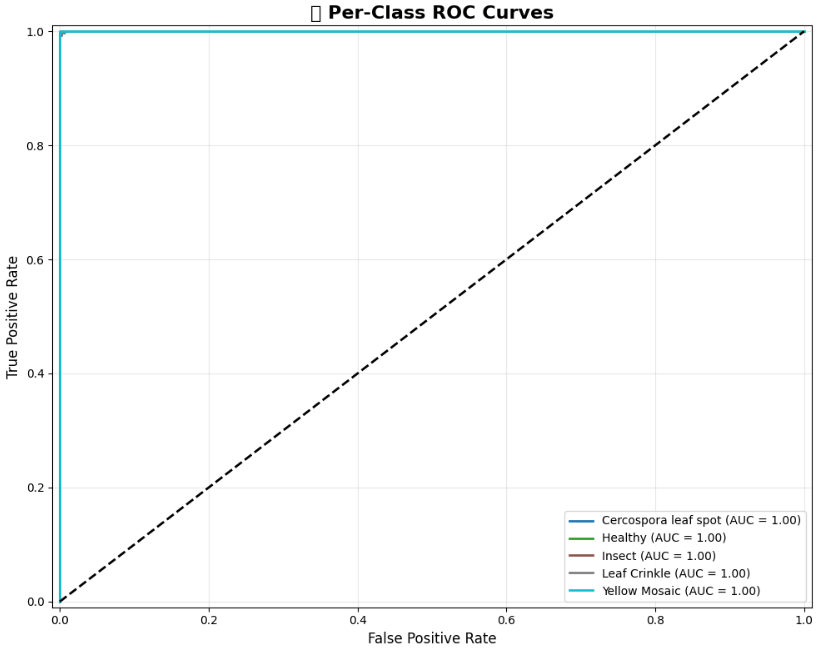 Per-Class ROC Curves
True Positive Rate
1.0
0.8
0.6
0.4
0.2
0.0
Cercospora leaf spot (AUC = 1.00)
Healthy (AUC = 1.00)
Insect (AUC = 1.00)
Leaf Crinkle (AUC = 1.00)
Yellow Mosaic (AUC = 1.00)
0.0 0.2 0.4 0.6 0.8 1.0
False Positive Rate